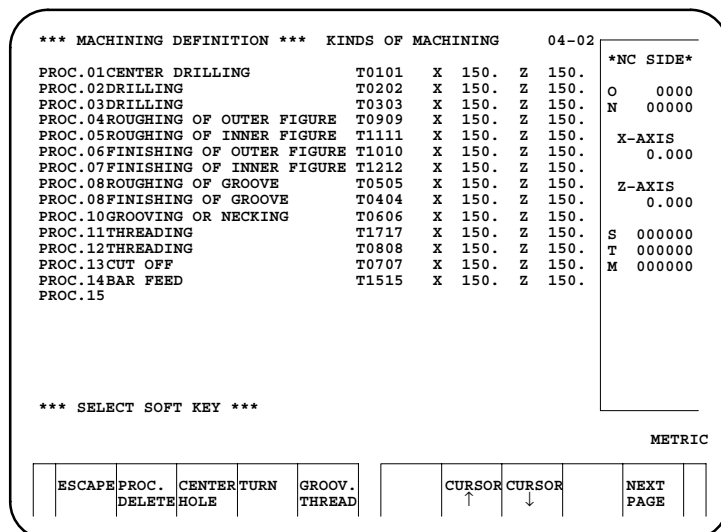 *** MACHINING DEFINITION *** KINDS OF MACHINING 04-02
PROC.01CENTER DRILLING T0101 X 150. Z 150.
PROC.02DRILLING T0202 X 150. Z 150.
PROC.03DRILLING T0303 X 150. Z 150.
PROC.04ROUGHING OF OUTER FIGURE T0909 X 150. Z 150.
PROC.05ROUGHING OF INNER FIGURE T1111 X 150. Z 150.
PROC.06FINISHING OF OUTER FIGURE T1010 X 150. Z 150.
PROC.07FINISHING OF INNER FIGURE T1212 X 150. Z 150.
PROC.08ROUGHING OF GROOVE T0505 X 150. Z 150.
PROC.08FINISHING OF GROOVE T0404 X 150. Z 150.
PROC.10GROOVING OR NECKING T0606 X 150. Z 150.
PROC.11THREADING T1717 X 150. Z 150.
PROC.12THREADING T0808 X 150. Z 150.
PROC.13CUT OFF T0707 X 150. Z 150.
PROC.14BAR FEED T1515 X 150. Z 150.
PROC.15
*** SELECT SOFT KEY ***
*NC SIDE*
O 0000
N 00000
X-AXIS
0.000
Z-AXIS
0.000
S 000000
T 000000
M 000000
METRIC
ESCAPE PROC. CENTER TURN GROOV. CURSOR CURSOR NEXT
DELETE HOLE THREAD ↑ ↓ PAGE